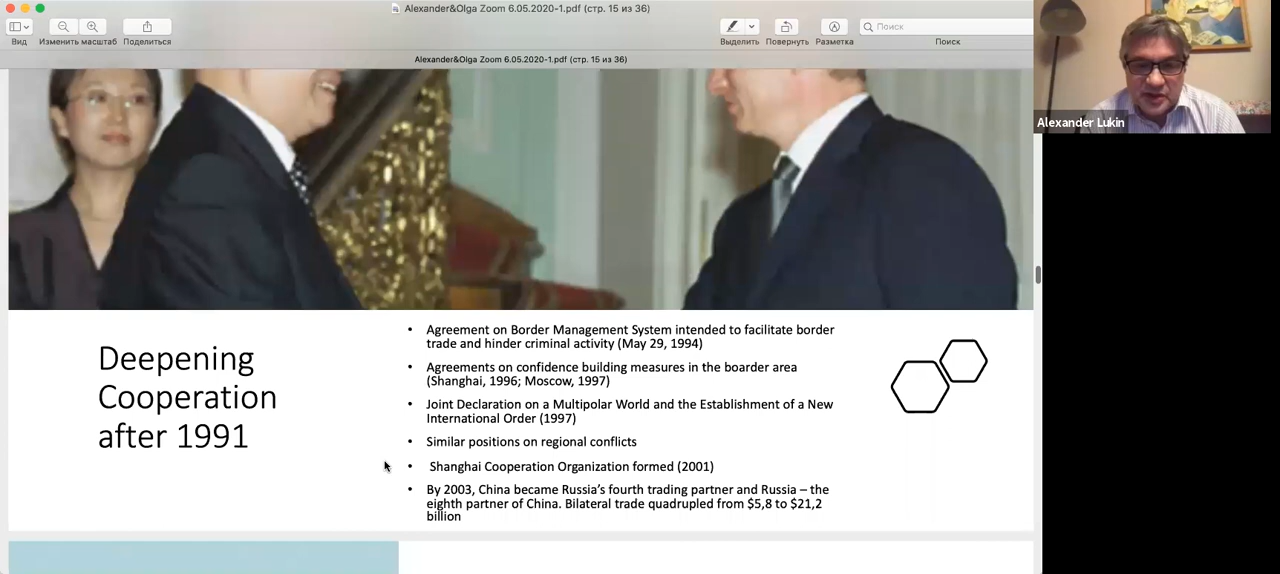 Alexander&Olga Zoom 6.05.2020-1.pdf (стр. 15 из 36)
Вид
Изменить масштаб
Поделиться
Выделить
Повернуть
Разметка
Поиск
Поиск
Alexander&Olga Zoom 6.05.2020-1.pdf (стр. 15 из 36)
Alexander Lukin
Deepening
Cooperation
after 1991
• Agreement on Border Management System intended to facilitate border
trade and hinder criminal activity (May 29, 1994)
• Agreements on confidence building measures in the boarder area
(Shanghai, 1996; Moscow, 1997)
• Joint Declaration on a Multipolar World and the Establishment of a New
International Order (1997)
• Similar positions on regional conflicts
• Shanghai Cooperation Organization formed (2001)
• By 2003, China became Russia’s fourth trading partner and Russia – the
eighth partner of China. Bilateral trade quadrupled from $5,8 to $21,2
billion